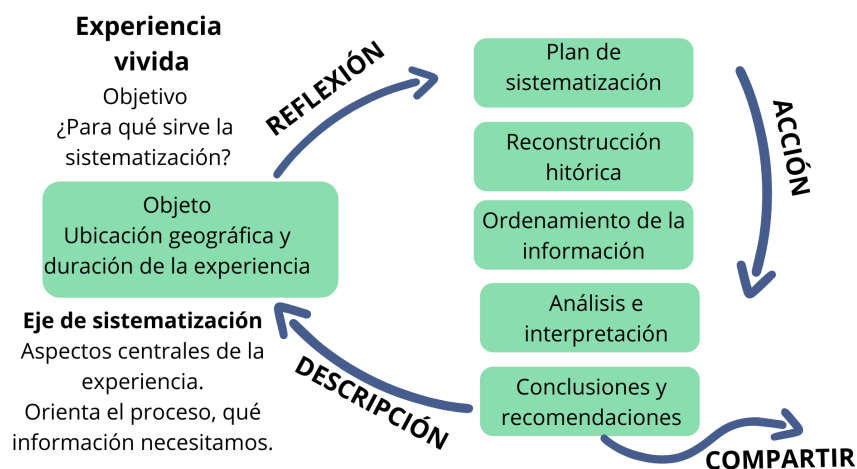 Experiencia
vivida
Objetivo
¿Para qué sirve la
sistematización?
Objeto
Ubicación geográfica y
duración de la experiencia
Eje de sistematización
Aspectos centrales de la
experiencia.
Orienta el proceso, qué
información necesitamos.
REFLEXIÓN
Plan de
sistematización
Reconstrucción
hitórica
Ordenamiento de la
información
Análisis e
interpretación
Conclusiones y
recomendaciones
ACCIÓN
DESCRIPCIÓN
COMPARTIR